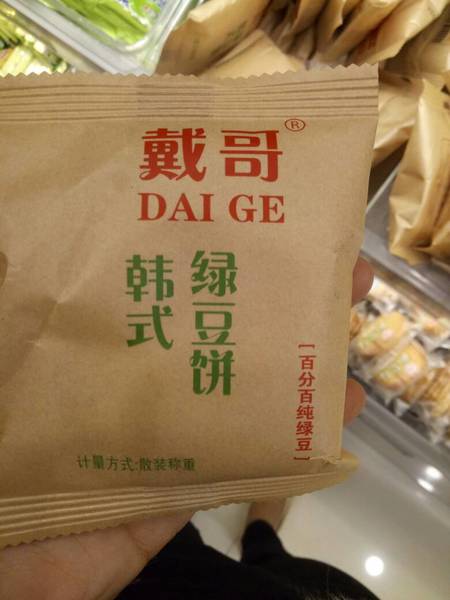 戴哥®
DAI GE
韩式
绿豆饼
[百分百纯绿豆]
计量方式:散装称重